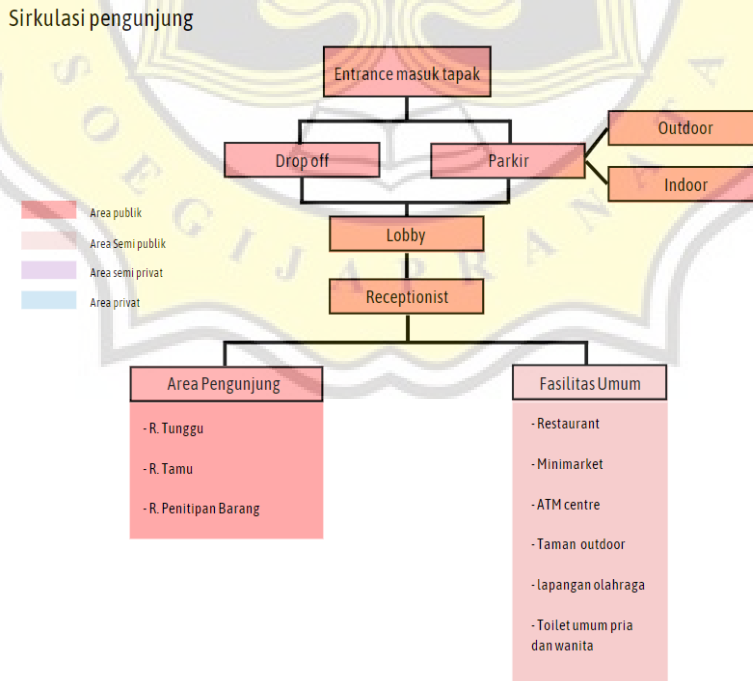 Sirkulasi pengunjung
Entrance masuk tapak
Drop off
Parkir
Outdoor
Indoor
Area publik
Area Semi publik
Area semi privat
Area privat
Lobby
Receptionist
Area Pengunjung
- R. Tunggu
- R. Tamu
- R. Penitipan Barang
Fasilitas Umum
- Restaurant
- Minimarket
- ATM centre
- Taman outdoor
- lapangan olahraga
- Toilet umum pria
dan wanita
SOEGIJAPRANATA